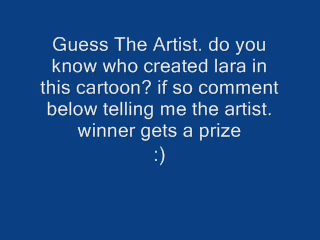 Guess The Artist. do you
know who created lara in
this cartoon? if so comment
below telling me the artist.
winner gets a prize
:)